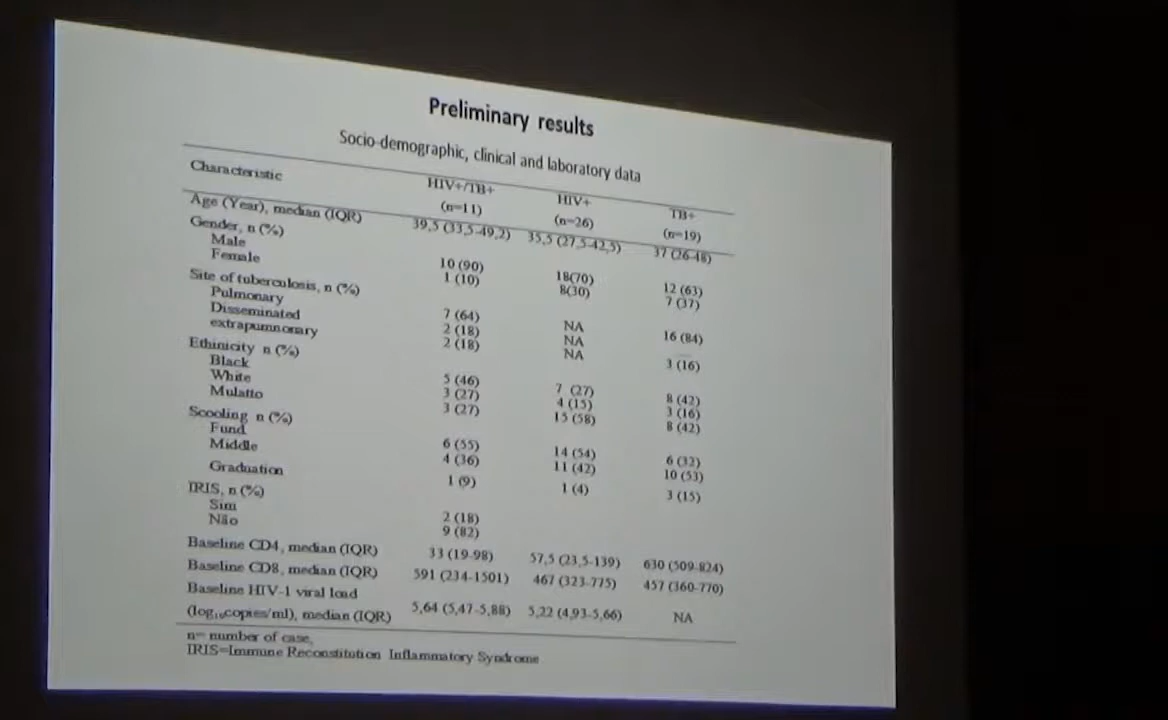 Preliminary results
Socio-demographic, clinical and laboratory data
Characteristic HIV+/TB+ (n=11) HIV+ (n=26) TB+ (n=19)
Age (Year), median (IQR) 39,5 (33,5-49,2) 35,5 (27,5-42,5) 37 (26-48)
Gender, n (%)
Male 10 (90) 18(70) 12 (63)
Female 1 (10) 8(30) 7 (37)
Site of tuberculosis, n (%)
Pulmonary 7 (64) NA 16 (84)
Disseminated 2 (18) NA
extrapumnonary 2 (18) NA 3 (16)
Ethinicity n (%)
Black 5 (46) 7 (27) 8 (42)
White 3 (27) 4 (15) 3 (16)
Mulatto 3 (27) 15 (58) 8 (42)
Scooling n (%)
Fund 6 (55) 14 (54) 6 (32)
Middle 4 (36) 11 (42) 10 (53)
Graduation 1 (9) 1 (4) 3 (15)
IRIS, n (%)
Sim 2 (18)
Não 9 (82)
Baseline CD4, median (IQR) 33 (19-98) 57,5 (23,5-139) 630 (509-824)
Baseline CD8, median (IQR) 591 (234-1501) 467 (323-775) 457 (360-770)
Baseline HIV-1 viral load
(log₁₀copies/ml), median (IQR) 5,64 (5,47-5,88) 5,22 (4,93-5,66) NA
n= number of case,
IRIS=Immune Reconstitution Inflammatory Syndrome